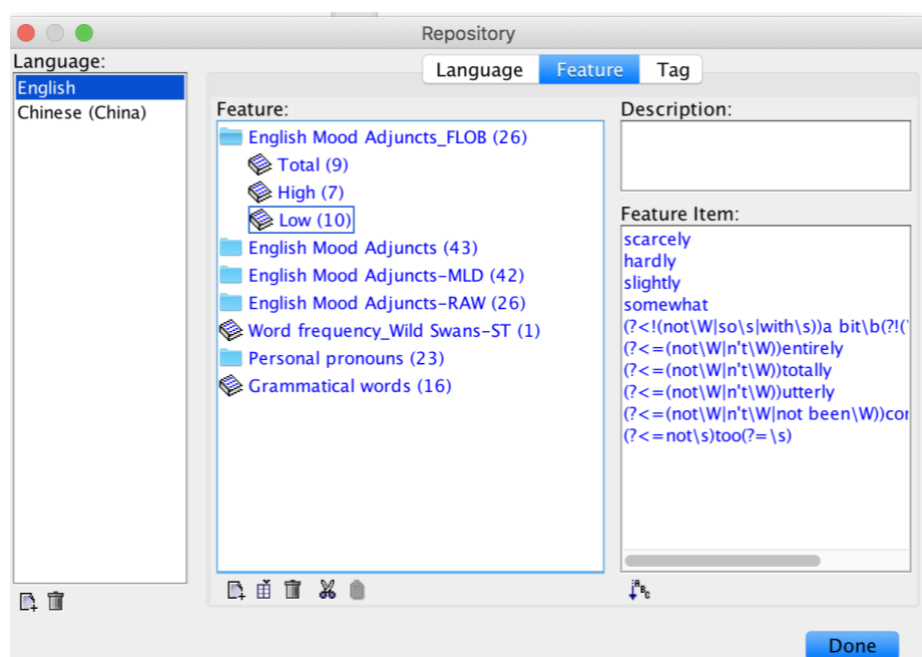 Repository
Language:
English
Chinese (China)
Language Feature Tag
Feature:
English Mood Adjuncts_FLOB (26)
Total (9)
High (7)
Low (10)
English Mood Adjuncts (43)
English Mood Adjuncts-MLD (42)
English Mood Adjuncts-RAW (26)
Word frequency_Wild Swans-ST (1)
Personal pronouns (23)
Grammatical words (16)
Description:
Feature Item:
scarcely
hardly
slightly
somewhat
(?<!(not\W|so\s|with\s))a bit\b(?!(
(?<=(not\W|n't\W))entirely
(?<=(not\W|n't\W))totally
(?<=(not\W|n't\W))utterly
(?<=(not\W|n't\W|not been\W))cor
(?<=not\s)too(?=\s)
Done